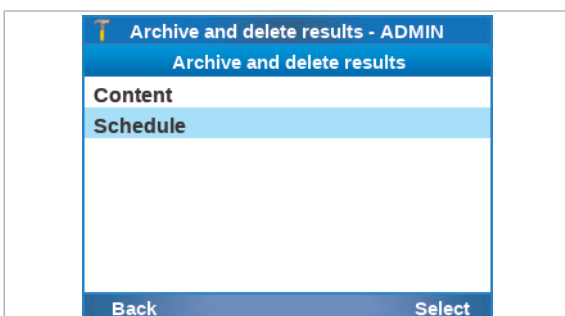 Archive and delete results - ADMIN
Archive and delete results
Content
Schedule
Back Select